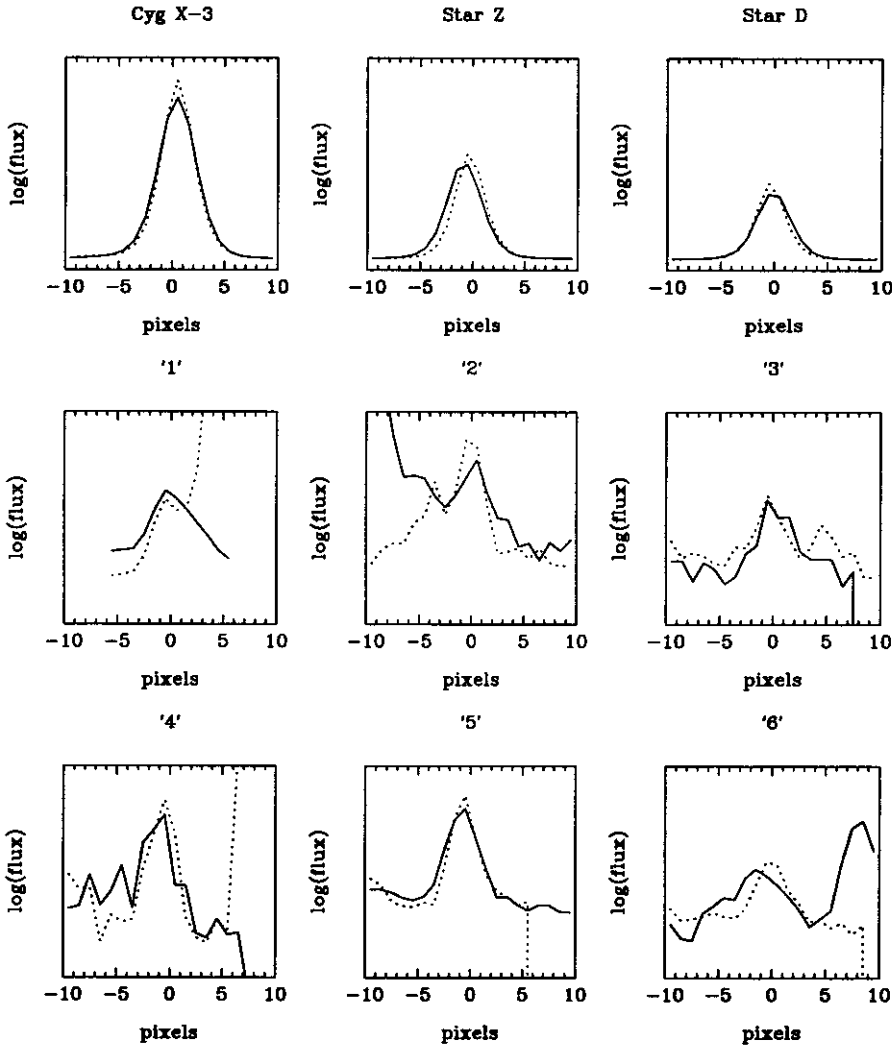 Cyg X-3 Star Z Star D
log(flux) log(flux) log(flux)
-10 -5 0 5 10 -10 -5 0 5 10 -10 -5 0 5 10
pixels pixels pixels
'1' '2' '3'
log(flux) log(flux) log(flux)
-10 -5 0 5 10 -10 -5 0 5 10 -10 -5 0 5 10
pixels pixels pixels
'4' '5' '6'
log(flux) log(flux) log(flux)
-10 -5 0 5 10 -10 -5 0 5 10 -10 -5 0 5 10
pixels pixels pixels